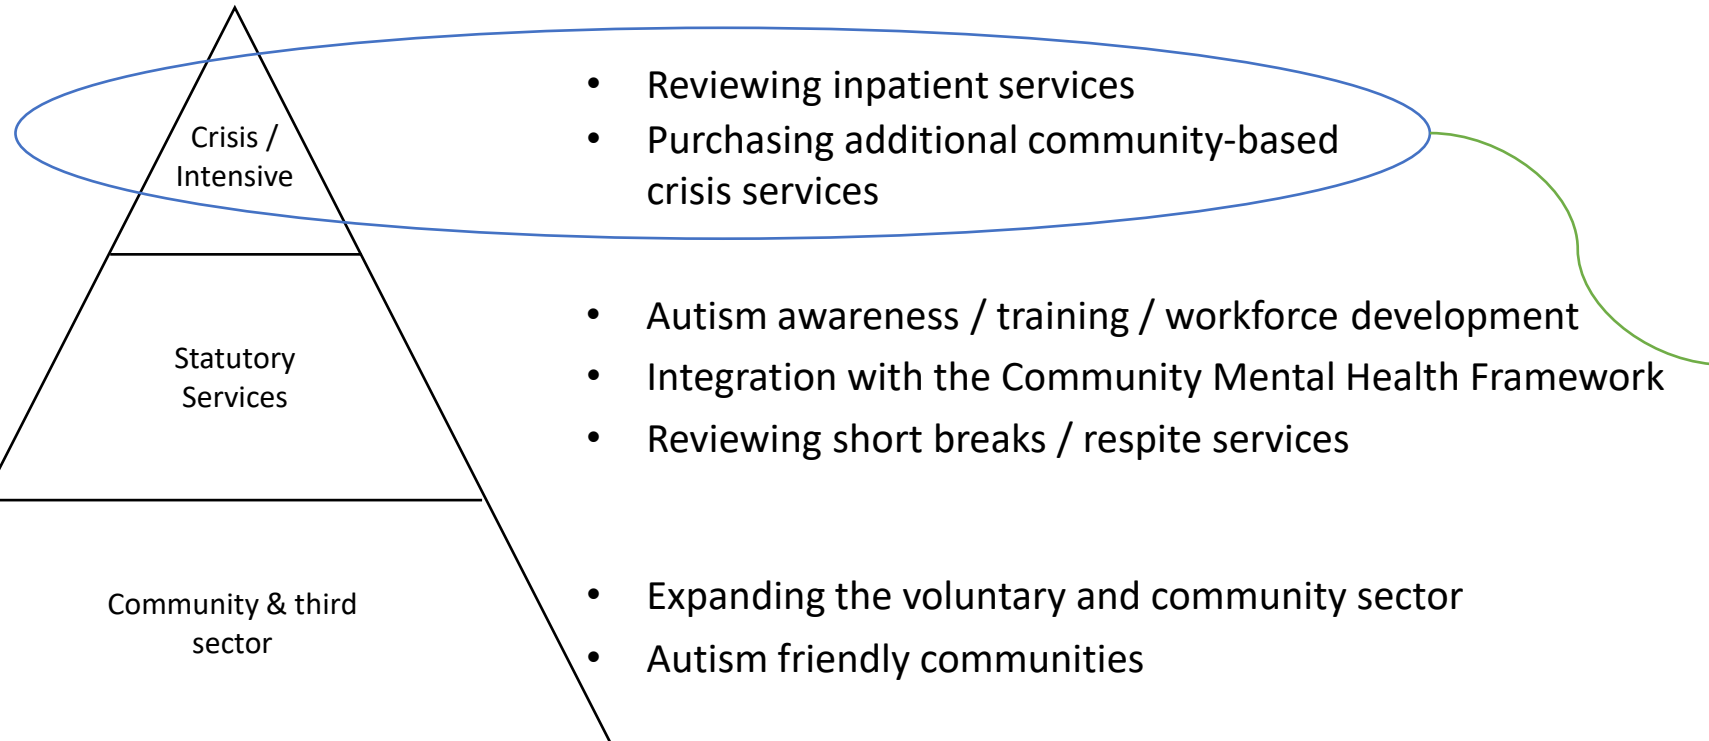 Crisis /
Intensive
• Reviewing inpatient services
• Purchasing additional community-based
crisis services
Statutory
Services
• Autism awareness / training / workforce development
• Integration with the Community Mental Health Framework
• Reviewing short breaks / respite services
Community & third
sector
• Expanding the voluntary and community sector
• Autism friendly communities